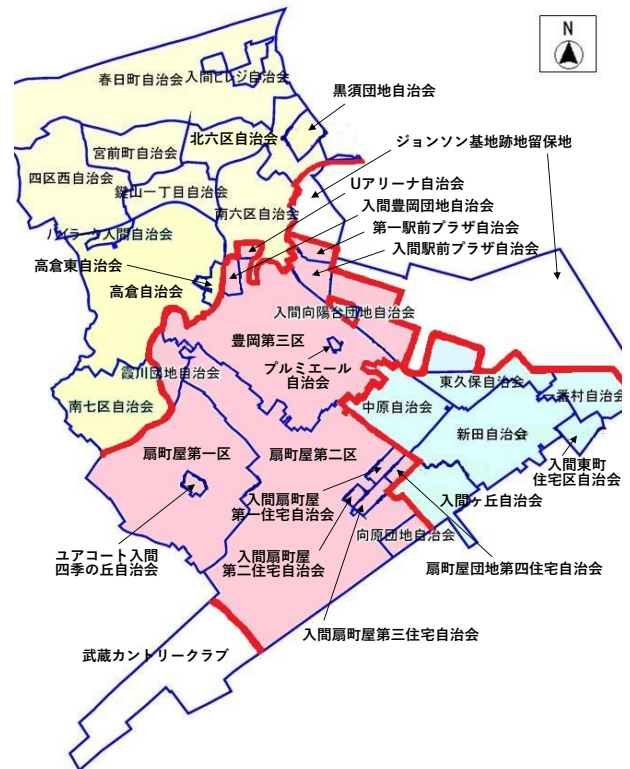 N
春日町自治会
入間ビレジ自治会
黒須団地自治会
北六区自治会
ジョンソン基地跡地留保地
宮前町自治会
四区西自治会
鍵山一丁目自治会
Uアリーナ自治会
入間豊岡団地自治会
南六区自治会
第一駅前プラザ自治会
ハイラーク入間自治会
入間駅前プラザ自治会
高倉東自治会
高倉自治会
入間向陽台団地自治会
豊岡第三区
プルミエール
自治会
霞川団地自治会
東久保自治会
一番村自治会
南七区自治会
中原自治会
新田自治会
扇町屋第一区
扇町屋第二区
入間東町
住宅区自治会
入間扇町屋
第一住宅自治会
入間ヶ丘自治会
向原団地自治会
ユアコート入間
四季の丘自治会
入間扇町屋
第二住宅自治会
扇町屋団地第四住宅自治会
入間扇町屋第三住宅自治会
武蔵カントリークラブ